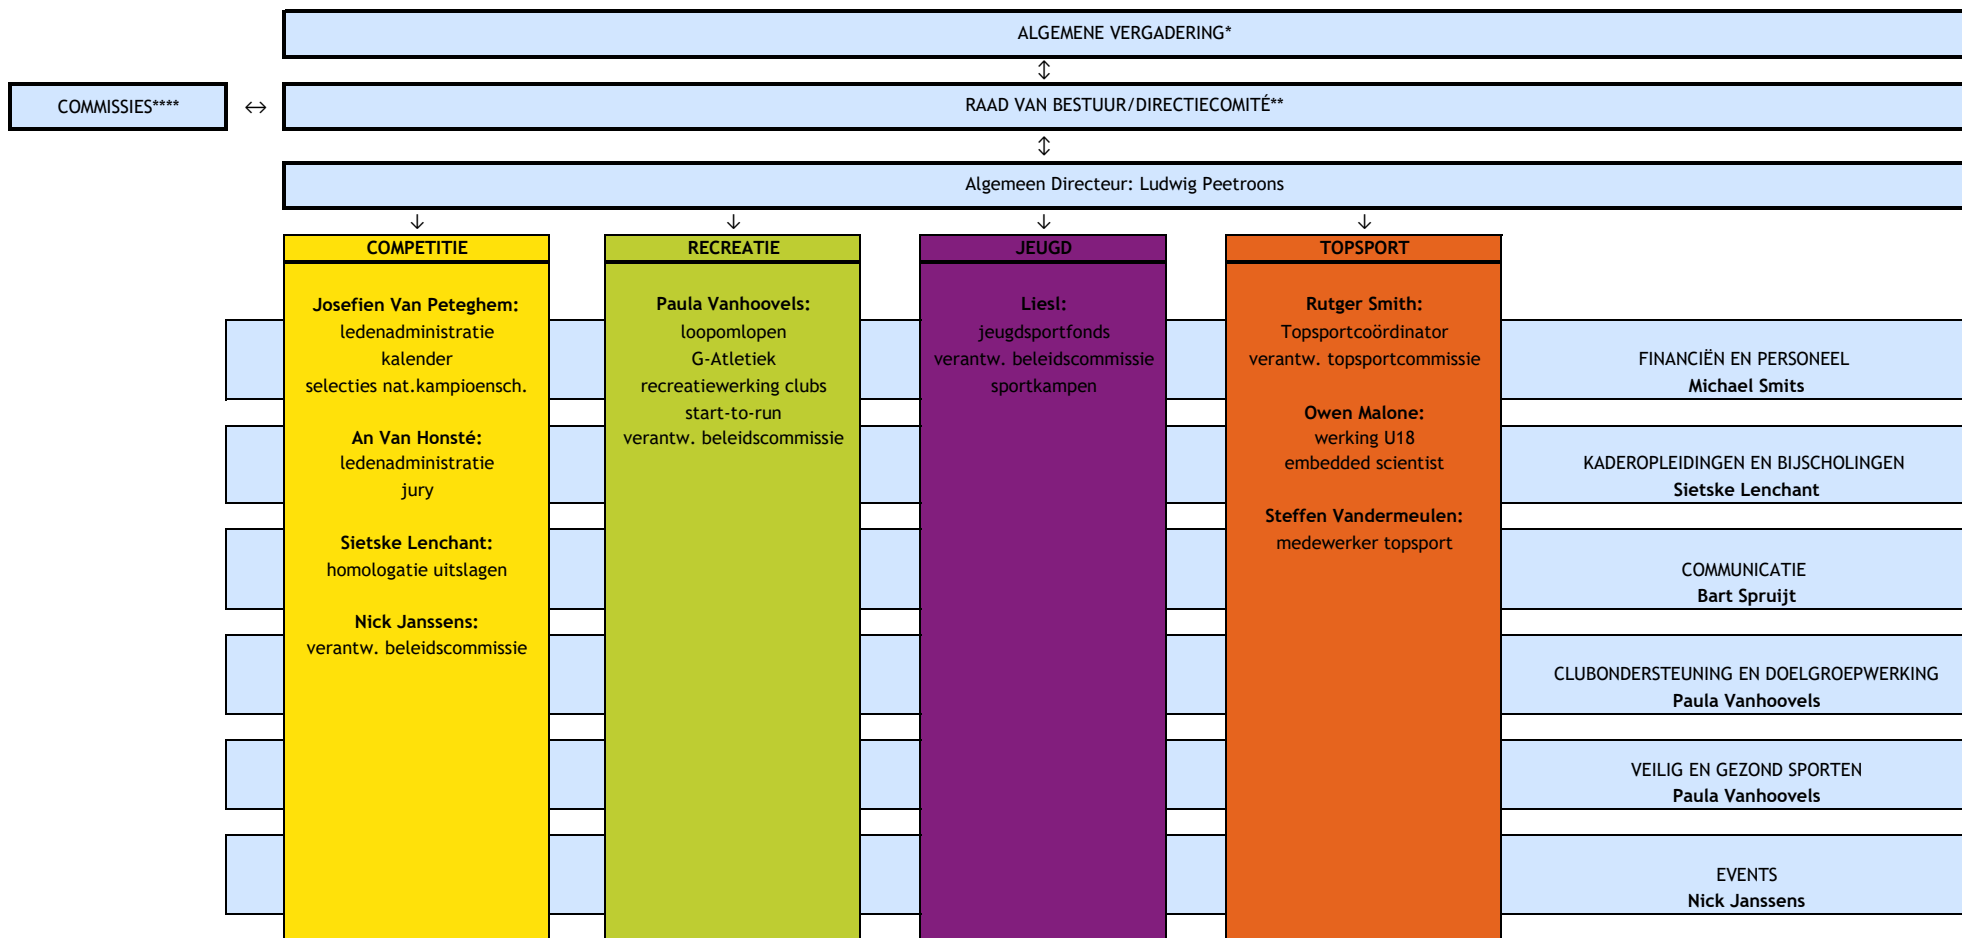 ALGEMENE VERGADERING*
↕
COMMISSIES****
↔
RAAD VAN BESTUUR/DIRECTIECOMITÉ**
↕
Algemeen Directeur: Ludwig Peetroons
↓ ↓ ↓ ↓
COMPETITIE
Josefien Van Peteghem:
ledenadministratie
kalender
selecties nat.kampioensch.
An Van Honsté:
ledenadministratie
jury
Sietske Lenchant:
homologatie uitslagen
Nick Janssens:
verantw. beleidscommissie
RECREATIE
Paula Vanhoovels:
loopomlopen
G-Atletiek
recreatiewerking clubs
start-to-run
verantw. beleidscommissie
JEUGD
Liesl:
jeugdsportfonds
verantw. beleidscommissie
sportkampen
TOPSPORT
Rutger Smith:
Topsportcoördinator
verantw. topsportcommissie
Owen Malone:
werking U18
embedded scientist
Steffen Vandermeulen:
medewerker topsport
FINANCIËN EN PERSONEEL
Michael Smits
KADEROPLEIDINGEN EN BIJSCHOLINGEN
Sietske Lenchant
COMMUNICATIE
Bart Spruijt
CLUBONDERSTEUNING EN DOELGROEPWERKING
Paula Vanhoovels
VEILIG EN GEZOND SPORTEN
Paula Vanhoovels
EVENTS
Nick Janssens